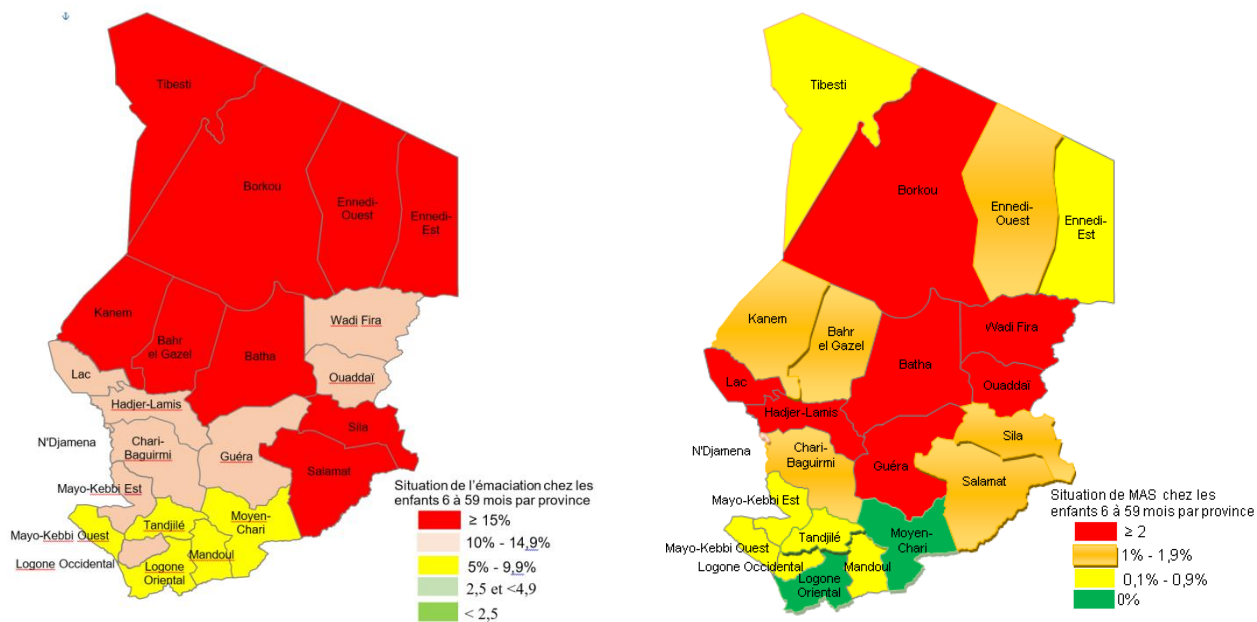 Tibesti
Borkou
Ennedi-
Ouest
Ennedi-
Est
Kanem
Bahr
el Gazel
Batha
Wadi Fira
Ouaddaï
Lac
Hadjer-Lamis
N'Djamena
Chari-
Baguirmi
Guéra
Sila
Salamat
Mayo-Kebbi Est
Mayo-Kebbi Ouest
Tandjilé
Moyen-
Chari
Logone Occidental
Logone
Oriental
Mandoul
Situation de l'émaciation chez les
enfants 6 à 59 mois par province
≥ 15%
10% - 14,9%
5% - 9,9%
2,5 et <4,9
< 2,5
Tibesti
Borkou
Ennedi-
Ouest
Ennedi-
Est
Kanem
Bahr
el Gazel
Batha
Wadi Fira
Ouaddaï
Lac
Hadjer-Lamis
N'Djamena
Chari-
Baguirmi
Guéra
Sila
Salamat
Mayo-Kebbi Est
Mayo-Kebbi Ouest
Tandjilé
Moyen-
Chari
Logone Occidental
Logone
Oriental
Mandoul
Situation de MAS chez les
enfants 6 à 59 mois par province
≥ 2
1% - 1,9%
0,1% - 0,9%
0%